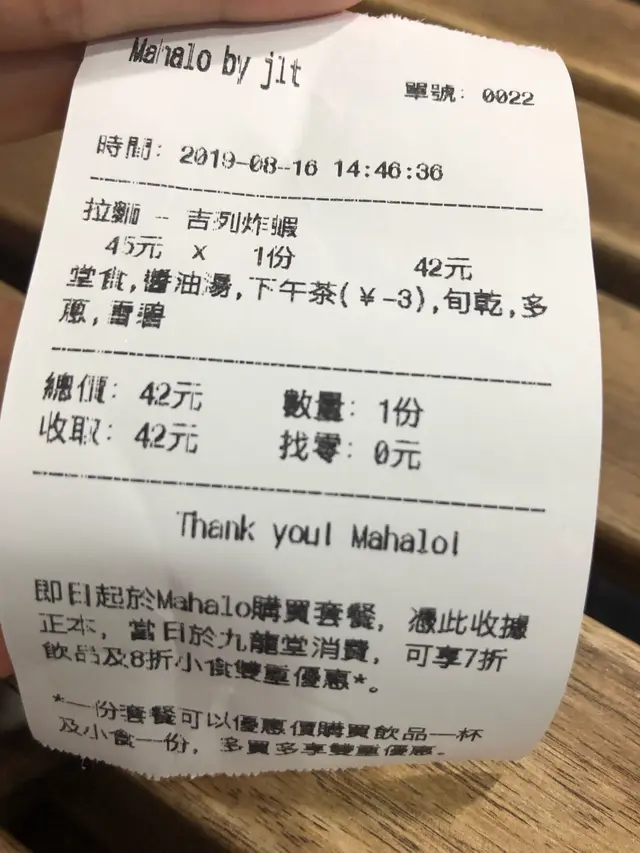 Mahalo by jlt
單號: 0022
時間: 2019-08-16 14:46:36
拉麵 - 吉列炸蝦
45元 x 1份 42元
堂食,醬油湯,下午茶(¥-3),旬乾,多
蔥,雪碧
總價: 42元 數量: 1份
收取: 42元 找零: 0元
Thank you! Mahalo!
即日起於Mahalo購買套餐, 憑此收據
正本, 當日於九龍堂消費, 可享7折
飲品及8折小食雙重優惠*。
*一份套餐可以優惠價購買飲品一杯
及小食一份, 多買多享雙重優惠。